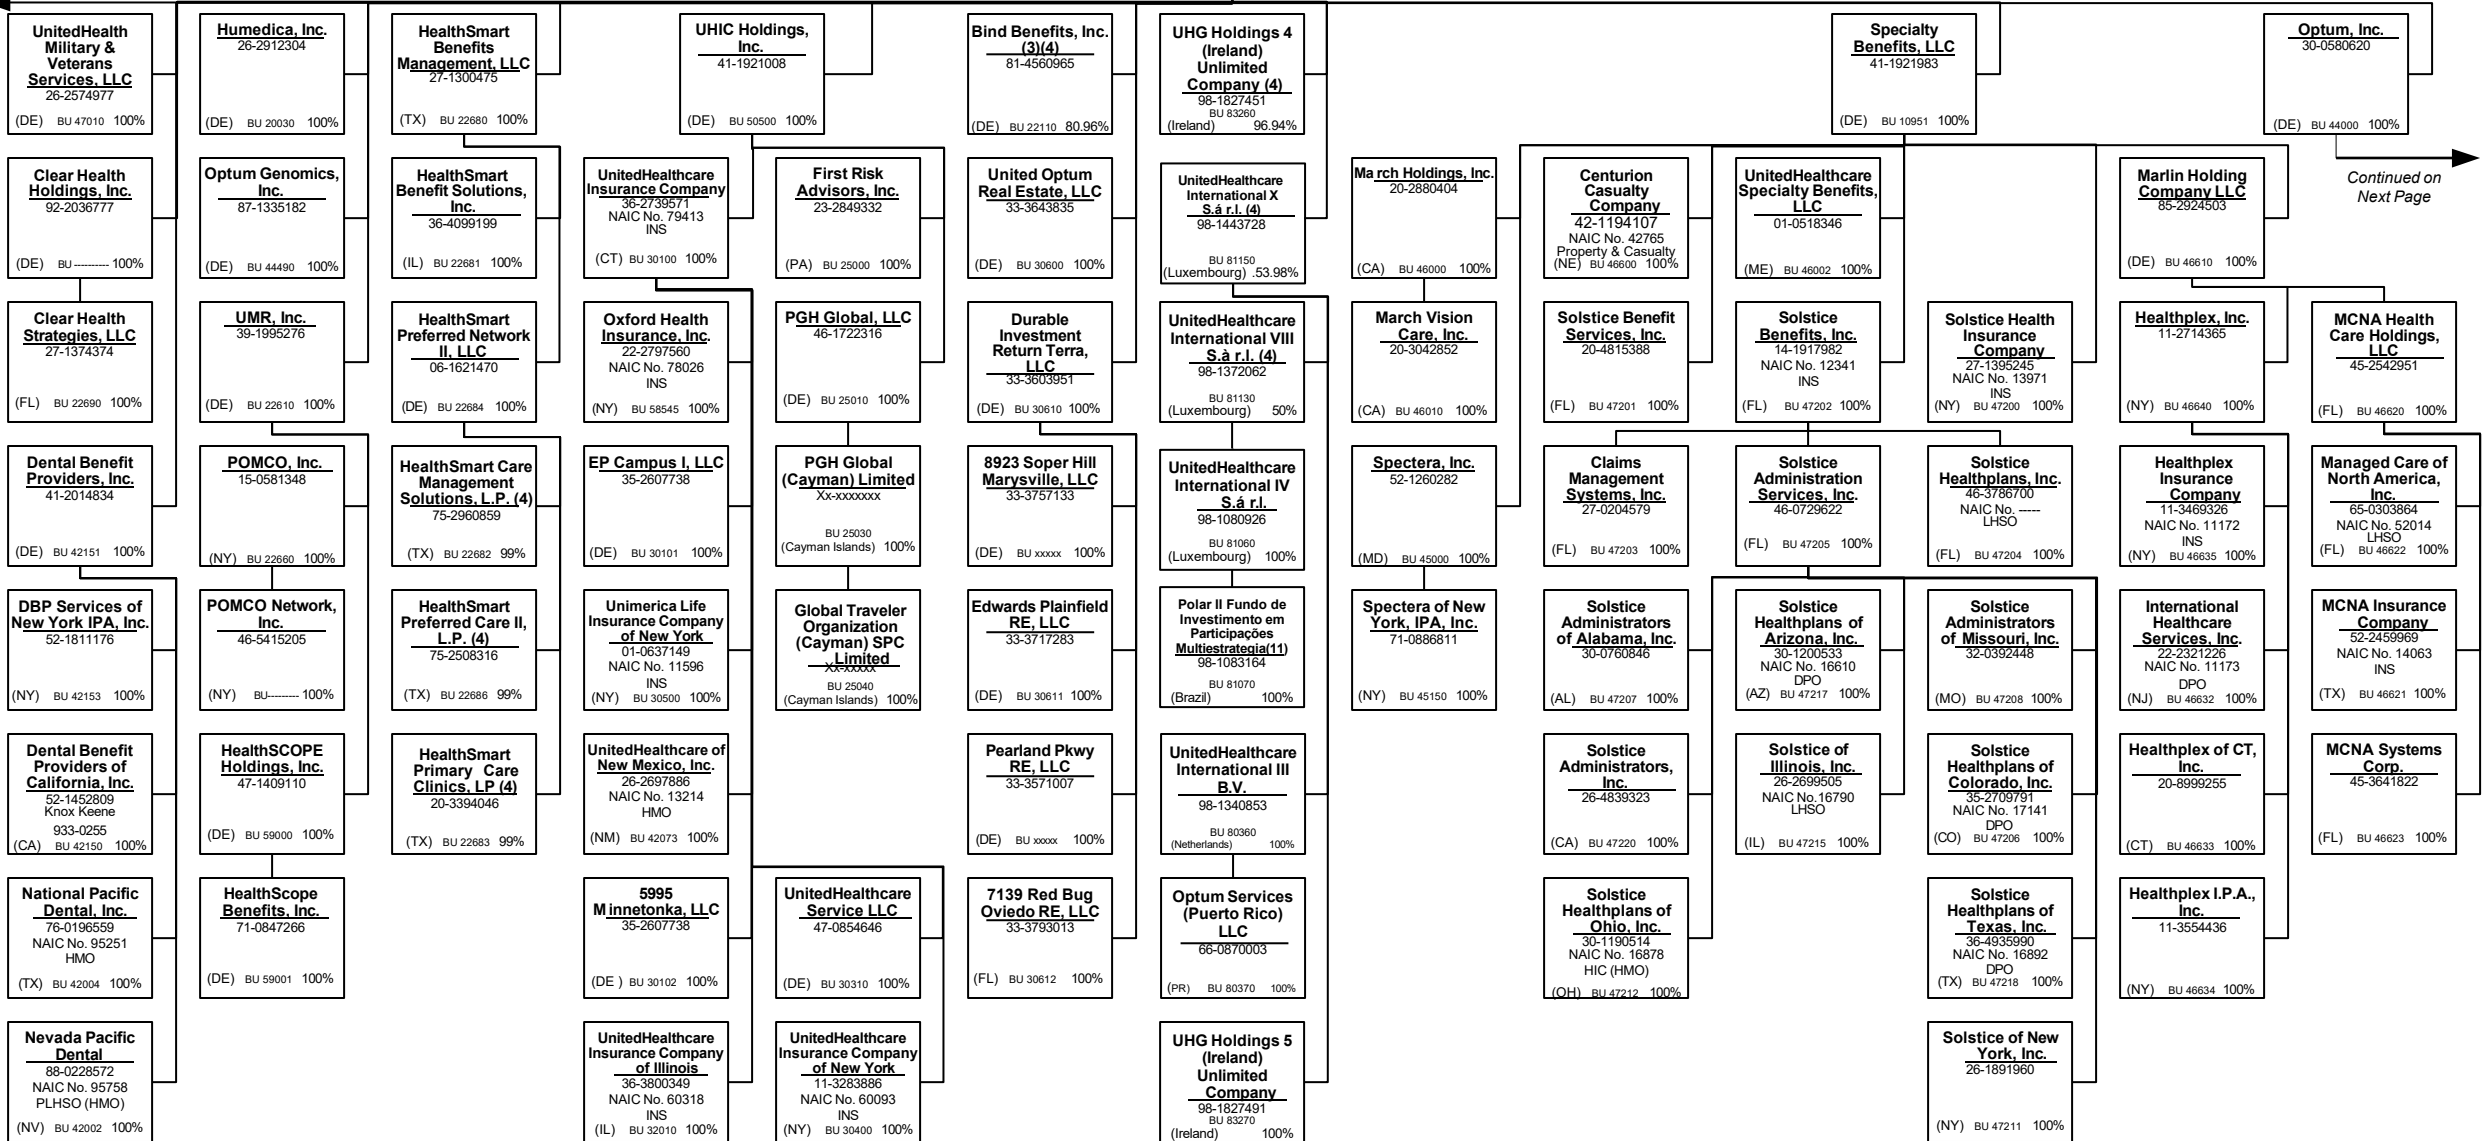 UnitedHealth
Military &
Veterans
Services, LLC
26-2574977
(DE) BU 47010 100%
Humedica, Inc.
26-2912304
(DE) BU 20030 100%
HealthSmart
Benefits
Management, LLC
27-1300475
(TX) BU 22680 100%
UHIC Holdings,
Inc.
41-1921008
(DE) BU 50500 100%
Bind Benefits, Inc.
(3)(4)
81-4560965
(DE) BU 22110 80.96%
UHG Holdings 4
(Ireland)
Unlimited
Company (4)
98-1827451
BU 83260
(Ireland) 96.94%
Specialty
Benefits, LLC
41-1921983
(DE) BU 10951 100%
Optum, Inc.
30-0580620
(DE) BU 44000 100%
Clear Health
Holdings, Inc.
92-2036777
(DE) BU ---------- 100%
Optum Genomics,
Inc.
87-1335182
(DE) BU 44490 100%
HealthSmart
Benefit Solutions,
Inc.
36-4099199
(IL) BU 22681 100%
UnitedHealthcare
Insurance Company
36-2739571
NAIC No. 79413
INS
(CT) BU 30100 100%
First Risk
Advisors, Inc.
23-2849332
(PA) BU 25000 100%
United Optum
Real Estate, LLC
33-3643835
(DE) BU 30600 100%
UnitedHealthcare
International X
S.á r.l. (4)
98-1443728
BU 81150
(Luxembourg) .53.98%
Ma rch Holdings, Inc.
20-2880404
(CA) BU 46000 100%
Centurion
Casualty
Company
42-1194107
NAIC No. 42765
Property & Casualty
(NE) BU 46600 100%
UnitedHealthcare
Specialty Benefits,
LLC
01-0518346
(ME) BU 46002 100%
Marlin Holding
Company LLC
85-2924503
(DE) BU 46610 100%
Continued on
Next Page
Clear Health
Strategies, LLC
27-1374374
(FL) BU 22690 100%
UMR, Inc.
39-1995276
(DE) BU 22610 100%
HealthSmart
Preferred Network
II, LLC
06-1621470
(DE) BU 22684 100%
Oxford Health
Insurance, Inc.
22-2797560
NAIC No. 78026
INS
(NY) BU 58545 100%
PGH Global, LLC
46-1722316
(DE) BU 25010 100%
Durable
Investment
Return Terra,
LLC
33-3603951
(DE) BU 30610 100%
UnitedHealthcare
International VIII
S.à r.l. (4)
98-1372062
BU 81130
(Luxembourg) 50%
March Vision
Care, Inc.
20-3042852
(CA) BU 46010 100%
Solstice Benefit
Services, Inc.
20-4815388
(FL) BU 47201 100%
Solstice
Benefits, Inc.
14-1917982
NAIC No. 12341
INS
(FL) BU 47202 100%
Solstice Health
Insurance
Company
27-1395245
NAIC No. 13971
INS
(NY) BU 47200 100%
Healthplex, Inc.
11-2714365
(NY) BU 46640 100%
MCNA Health
Care Holdings,
LLC
45-2542951
(FL) BU 46620 100%
Dental Benefit
Providers, Inc.
41-2014834
(DE) BU 42151 100%
POMCO, Inc.
15-0581348
(NY) BU 22660 100%
HealthSmart Care
Management
Solutions, L.P. (4)
75-2960859
(TX) BU 22682 99%
EP Campus I, LLC
35-2607738
(DE) BU 30101 100%
PGH Global
(Cayman) Limited
Xx-xxxxxxx
BU 25030
(Cayman Islands) 100%
8923 Soper Hill
Marysville, LLC
33-3757133
(DE) BU xxxxx 100%
UnitedHealthcare
International IV
S.á r.l.
98-1080926
BU 81060
(Luxembourg) 100%
Spectera, Inc.
52-1260282
(MD) BU 45000 100%
Claims
Management
Systems, Inc.
27-0204579
(FL) BU 47203 100%
Solstice
Administration
Services, Inc.
46-0729622
(FL) BU 47205 100%
Solstice
Healthplans, Inc.
46-3786700
NAIC No. -----
LHSO
(FL) BU 47204 100%
Healthplex
Insurance
Company
11-3469326
NAIC No. 11172
INS
(NY) BU 46635 100%
Managed Care of
North America,
Inc.
65-0303864
NAIC No. 52014
LHSO
(FL) BU 46622 100%
DBP Services of
New York IPA, Inc.
52-1811176
(NY) BU 42153 100%
POMCO Network,
Inc.
46-5415205
(NY) BU--------- 100%
HealthSmart
Preferred Care II,
L.P. (4)
75-2508316
(TX) BU 22686 99%
Unimerica Life
Insurance Company
of New York
01-0637149
NAIC No. 11596
INS
(NY) BU 30500 100%
Global Traveler
Organization
(Cayman) SPC
Limited
Xx-xxxxx
BU 25040
(Cayman Islands) 100%
Edwards Plainfield
RE, LLC
33-3717283
(DE) BU 30611 100%
Polar II Fundo de
Investimento em
Participações
Multiestrategia(11)
98-1083164
BU 81070
(Brazil) 100%
Spectera of New
York, IPA, Inc.
71-0886811
(NY) BU 45150 100%
Solstice
Administrators
of Alabama, Inc.
30-0760846
(AL) BU 47207 100%
Solstice
Healthplans of
Arizona, Inc.
30-1200533
NAIC No. 16610
DPO
(AZ) BU 47217 100%
Solstice
Administrators
of Missouri, Inc.
32-0392448
(MO) BU 47208 100%
International
Healthcare
Services, Inc.
22-2321226
NAIC No. 11173
DPO
(NJ) BU 46632 100%
MCNA Insurance
Company
52-2459969
NAIC No. 14063
INS
(TX) BU 46621 100%
Dental Benefit
Providers of
California, Inc.
52-1452809
Knox Keene
933-0255
(CA) BU 42150 100%
HealthSCOPE
Holdings, Inc.
47-1409110
(DE) BU 59000 100%
HealthSmart
Primary Care
Clinics, LP (4)
20-3394046
(TX) BU 22683 99%
UnitedHealthcare of
New Mexico, Inc.
26-2697886
NAIC No. 13214
HMO
(NM) BU 42073 100%
Pearland Pkwy
RE, LLC
33-3571007
(DE) BU xxxxx 100%
UnitedHealthcare
International III
B.V.
98-1340853
BU 80360
(Netherlands) 100%
Solstice
Administrators,
Inc.
26-4839323
(CA) BU 47220 100%
Solstice of
Illinois, Inc.
26-2699505
NAIC No.16790
LHSO
(IL) BU 47215 100%
Solstice
Healthplans of
Colorado, Inc.
35-2709791
NAIC No. 17141
DPO
(CO) BU 47206 100%
Healthplex of CT,
Inc.
20-8999255
(CT) BU 46633 100%
MCNA Systems
Corp.
45-3641822
(FL) BU 46623 100%
National Pacific
Dental, Inc.
76-0196559
NAIC No. 95251
HMO
(TX) BU 42004 100%
HealthScope
Benefits, Inc.
71-0847266
(DE) BU 59001 100%
5995
Minnetonka, LLC
35-2607738
(DE ) BU 30102 100%
UnitedHealthcare
Service LLC
47-0854646
(DE) BU 30310 100%
7139 Red Bug
Oviedo RE, LLC
33-3793013
(FL) BU 30612 100%
Optum Services
(Puerto Rico)
LLC
66-0870003
(PR) BU 80370 100%
Solstice
Healthplans of
Ohio, Inc.
30-1190514
NAIC No. 16878
HIC (HMO)
(OH) BU 47212 100%
Solstice
Healthplans of
Texas, Inc.
36-4935990
NAIC No. 16892
DPO
(TX) BU 47218 100%
Healthplex I.P.A.,
Inc.
11-3554436
(NY) BU 46634 100%
Nevada Pacific
Dental
88-0228572
NAIC No. 95758
PLHSO (HMO)
(NV) BU 42002 100%
UnitedHealthcare
Insurance Company
of Illinois
36-3800349
NAIC No. 60318
INS
(IL) BU 32010 100%
UnitedHealthcare
Insurance Company
of New York
11-3283886
NAIC No. 60093
INS
(NY) BU 30400 100%
UHG Holdings 5
(Ireland)
Unlimited
Company
98-1827491
BU 83270
(Ireland) 100%
Solstice of New
York, Inc.
26-1891960
(NY) BU 47211 100%